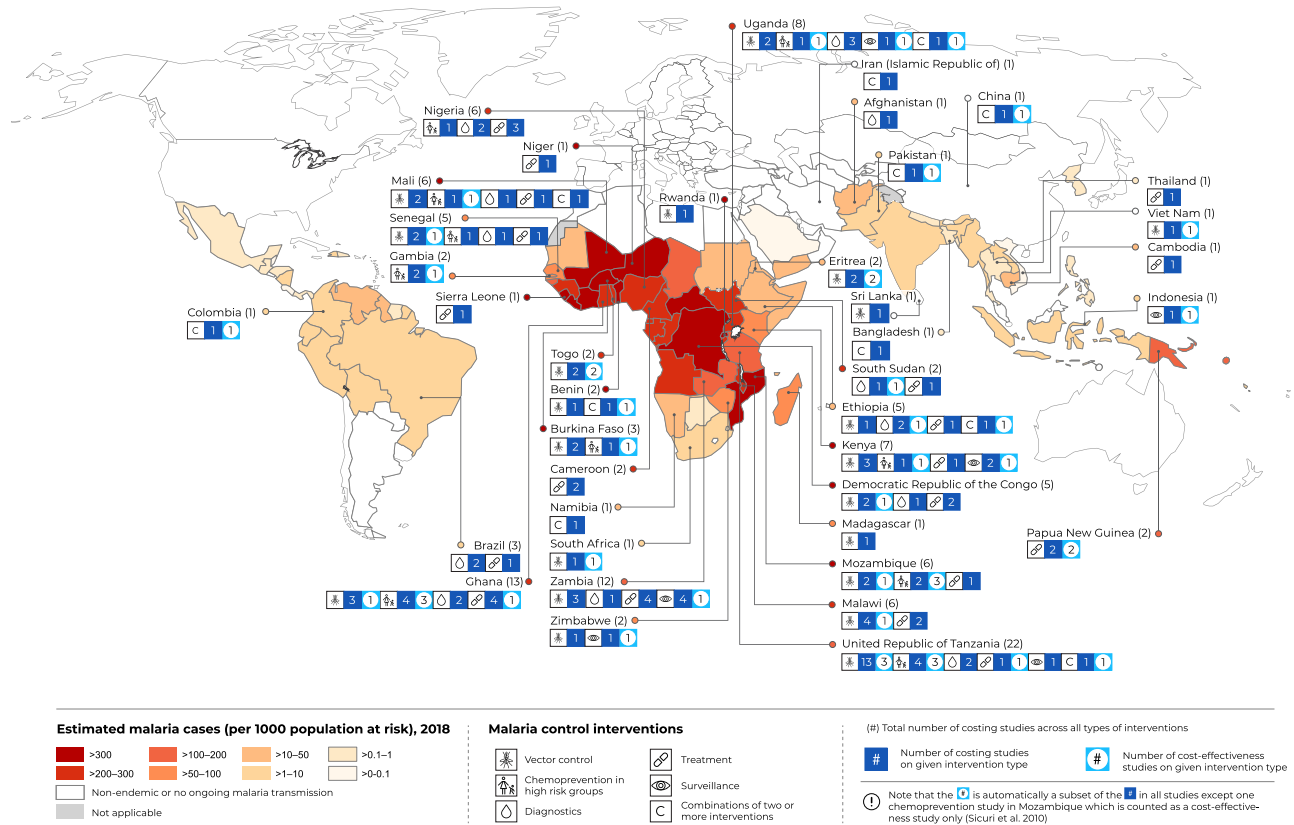 Uganda (8)
2 1 1 3 1 1 C 1 1
Iran (Islamic Republic of) (1)
C 1
Afghanistan (1)
1
China (1)
C 1 1
Nigeria (6)
1 2 3
Niger (1)
1
Pakistan (1)
C 1 1
Mali (6)
2 1 1 1 1 C 1
Rwanda (1)
1
Thailand (1)
1
Viet Nam (1)
1 1
Senegal (5)
2 1 1 1 1
Cambodia (1)
1
Gambia (2)
2 1
Eritrea (2)
2 2
Sierra Leone (1)
1
Sri Lanka (1)
1
Indonesia (1)
1 1
Colombia (1)
C 1 1
Bangladesh (1)
C 1
Togo (2)
2 2
South Sudan (2)
1 1 1
Benin (2)
1 C 1 1
Ethiopia (5)
1 2 1 1 C 1 1
Burkina Faso (3)
2 1 1
Kenya (7)
3 1 1 1 2 1
Cameroon (2)
2
Democratic Republic of the Congo (5)
2 1 1 2
Namibia (1)
C 1
Madagascar (1)
1
Papua New Guinea (2)
2 2
Brazil (3)
2 1
South Africa (1)
1 1
Mozambique (6)
2 1 2 3 1
Ghana (13)
3 1 4 3 2 4 1
Zambia (12)
3 1 4 4 1
Malawi (6)
4 1 2
Zimbabwe (2)
1 1 1
United Republic of Tanzania (22)
13 3 4 3 2 1 1 1 C 1 1
Estimated malaria cases (per 1000 population at risk), 2018
>300
>100–200
>10–50
>0.1–1
>200–300
>50–100
>1–10
>0-0.1
Non-endemic or no ongoing malaria transmission
Not applicable
Malaria control interventions
Vector control
Treatment
Chemoprevention in
high risk groups
Surveillance
Diagnostics
C
Combinations of two or
more interventions
(#) Total number of costing studies across all types of interventions
#
Number of costing studies
on given intervention type
#
Number of cost-effectiveness
studies on given intervention type
! Note that the # is automatically a subset of the # in all studies except one
chemoprevention study in Mozambique which is counted as a cost-effective-
ness study only (Sicuri et al. 2010)